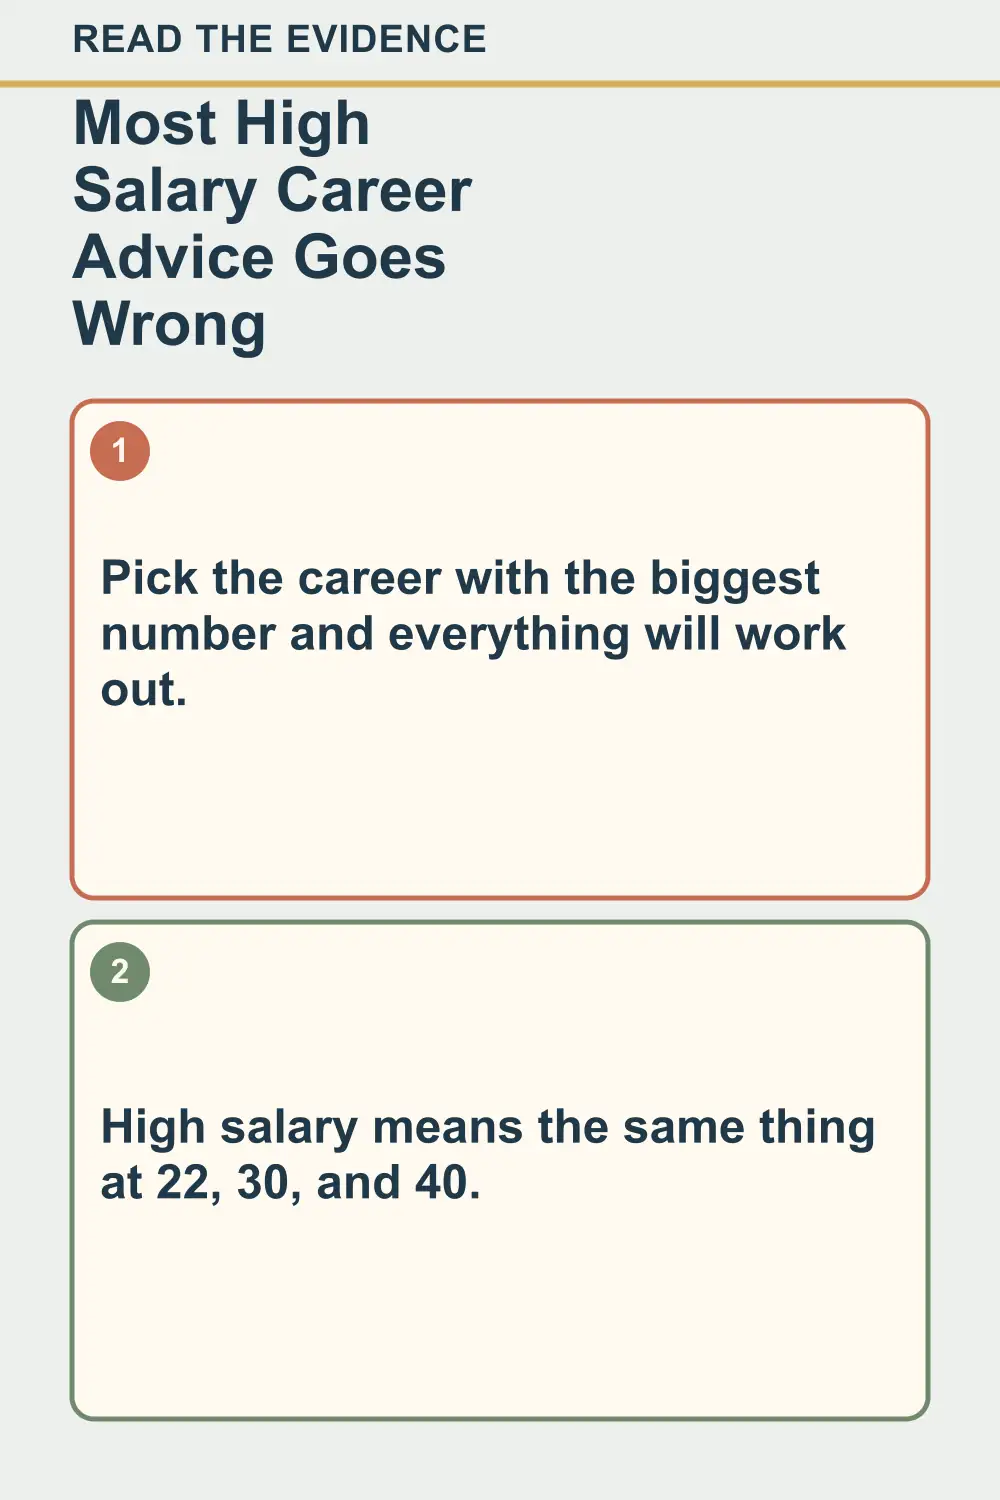 READ THE EVIDENCE
Most High
Salary Career
Advice Goes
Wrong
1
Pick the career with the biggest
number and everything will work
out.
2
High salary means the same thing
at 22, 30, and 40.